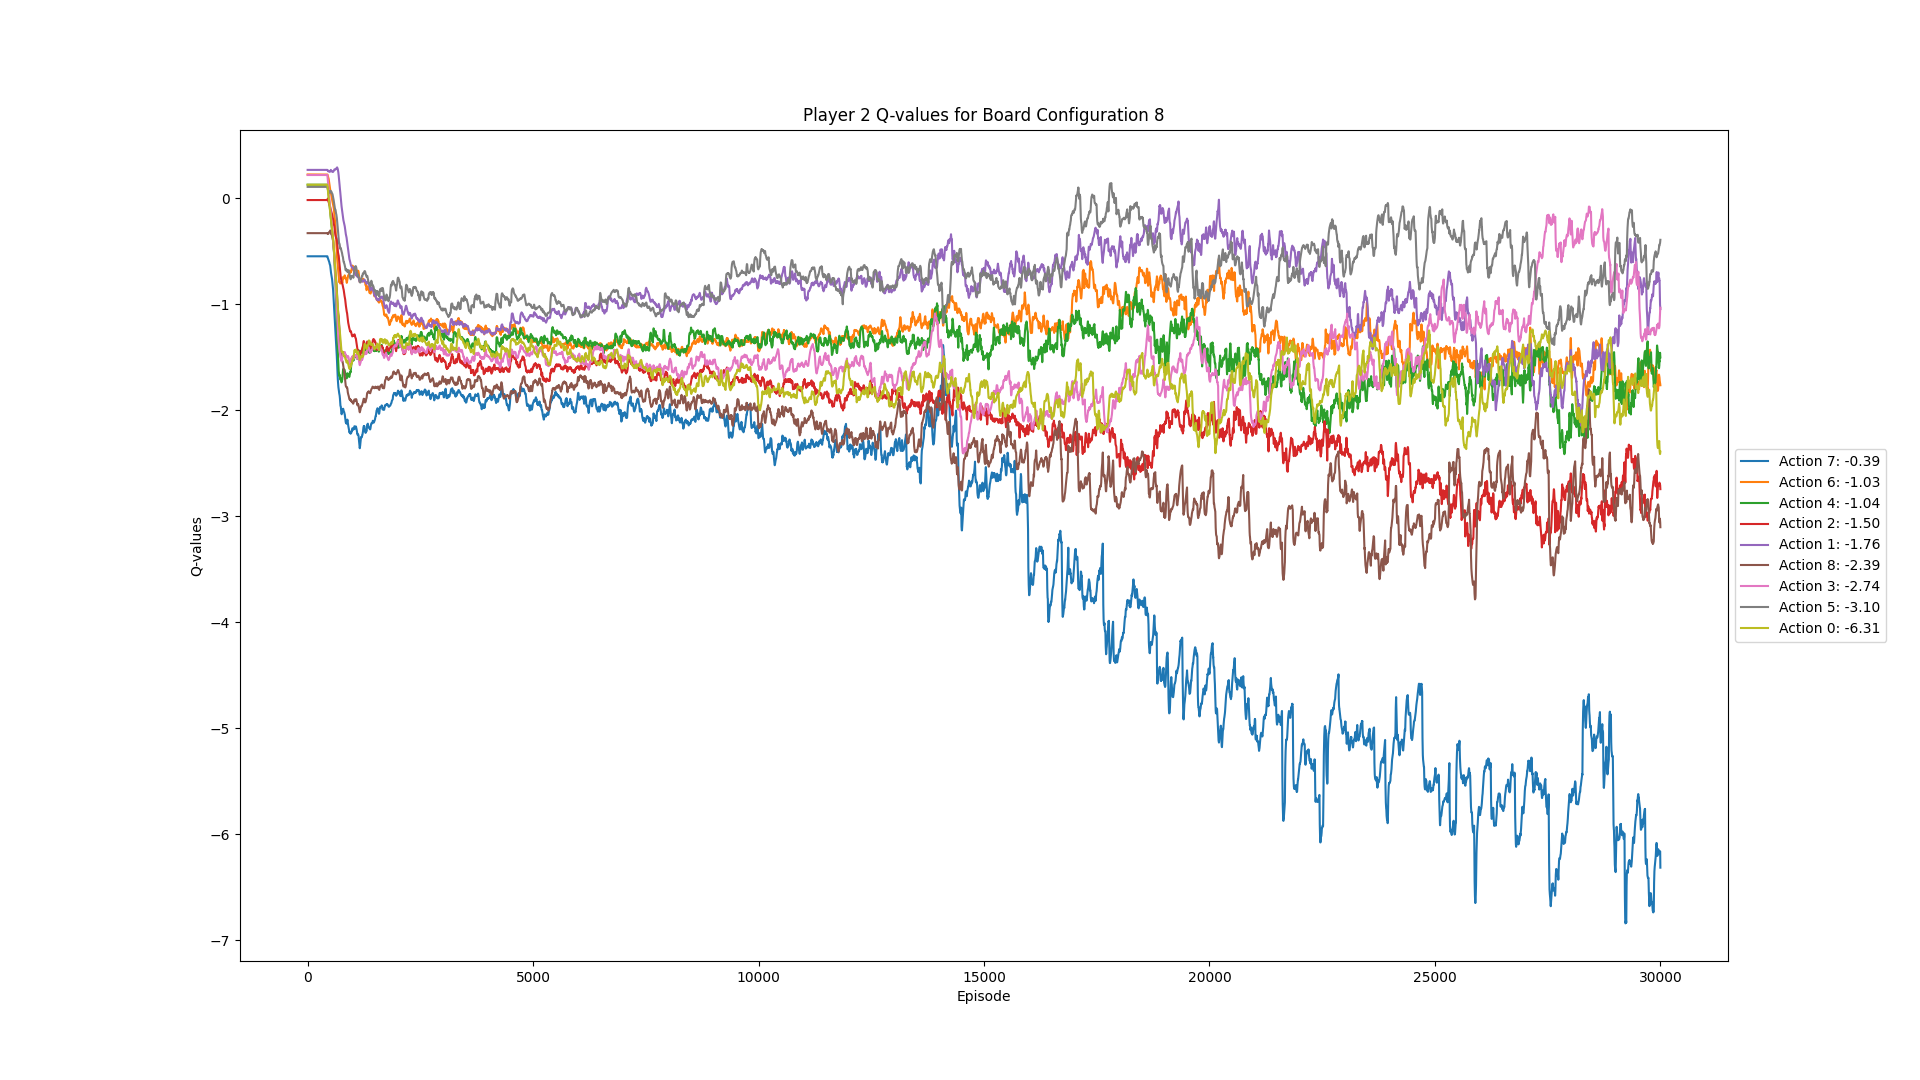 Player 2 Q-values for Board Configuration 8
Q-values
0
−1
−2
−3
−4
−5
−6
−7
0 5000 10000 15000 20000 25000 30000
Episode
Action 7: -0.39
Action 6: -1.03
Action 4: -1.04
Action 2: -1.50
Action 1: -1.76
Action 8: -2.39
Action 3: -2.74
Action 5: -3.10
Action 0: -6.31